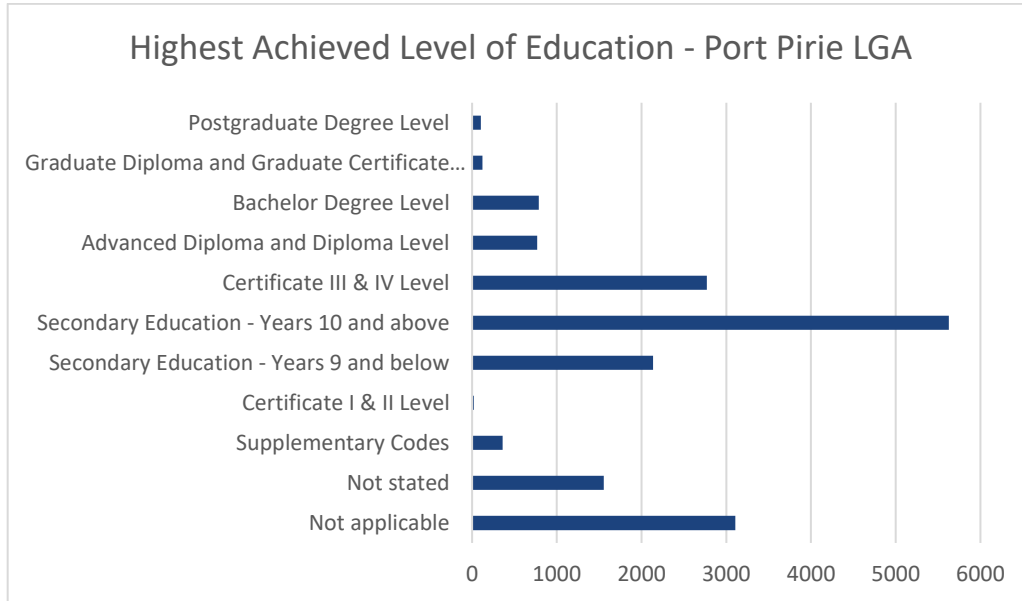 Highest Achieved Level of Education - Port Pirie LGA
Postgraduate Degree Level
Graduate Diploma and Graduate Certificate...
Bachelor Degree Level
Advanced Diploma and Diploma Level
Certificate III & IV Level
Secondary Education - Years 10 and above
Secondary Education - Years 9 and below
Certificate I & II Level
Supplementary Codes
Not stated
Not applicable
0 1000 2000 3000 4000 5000 6000